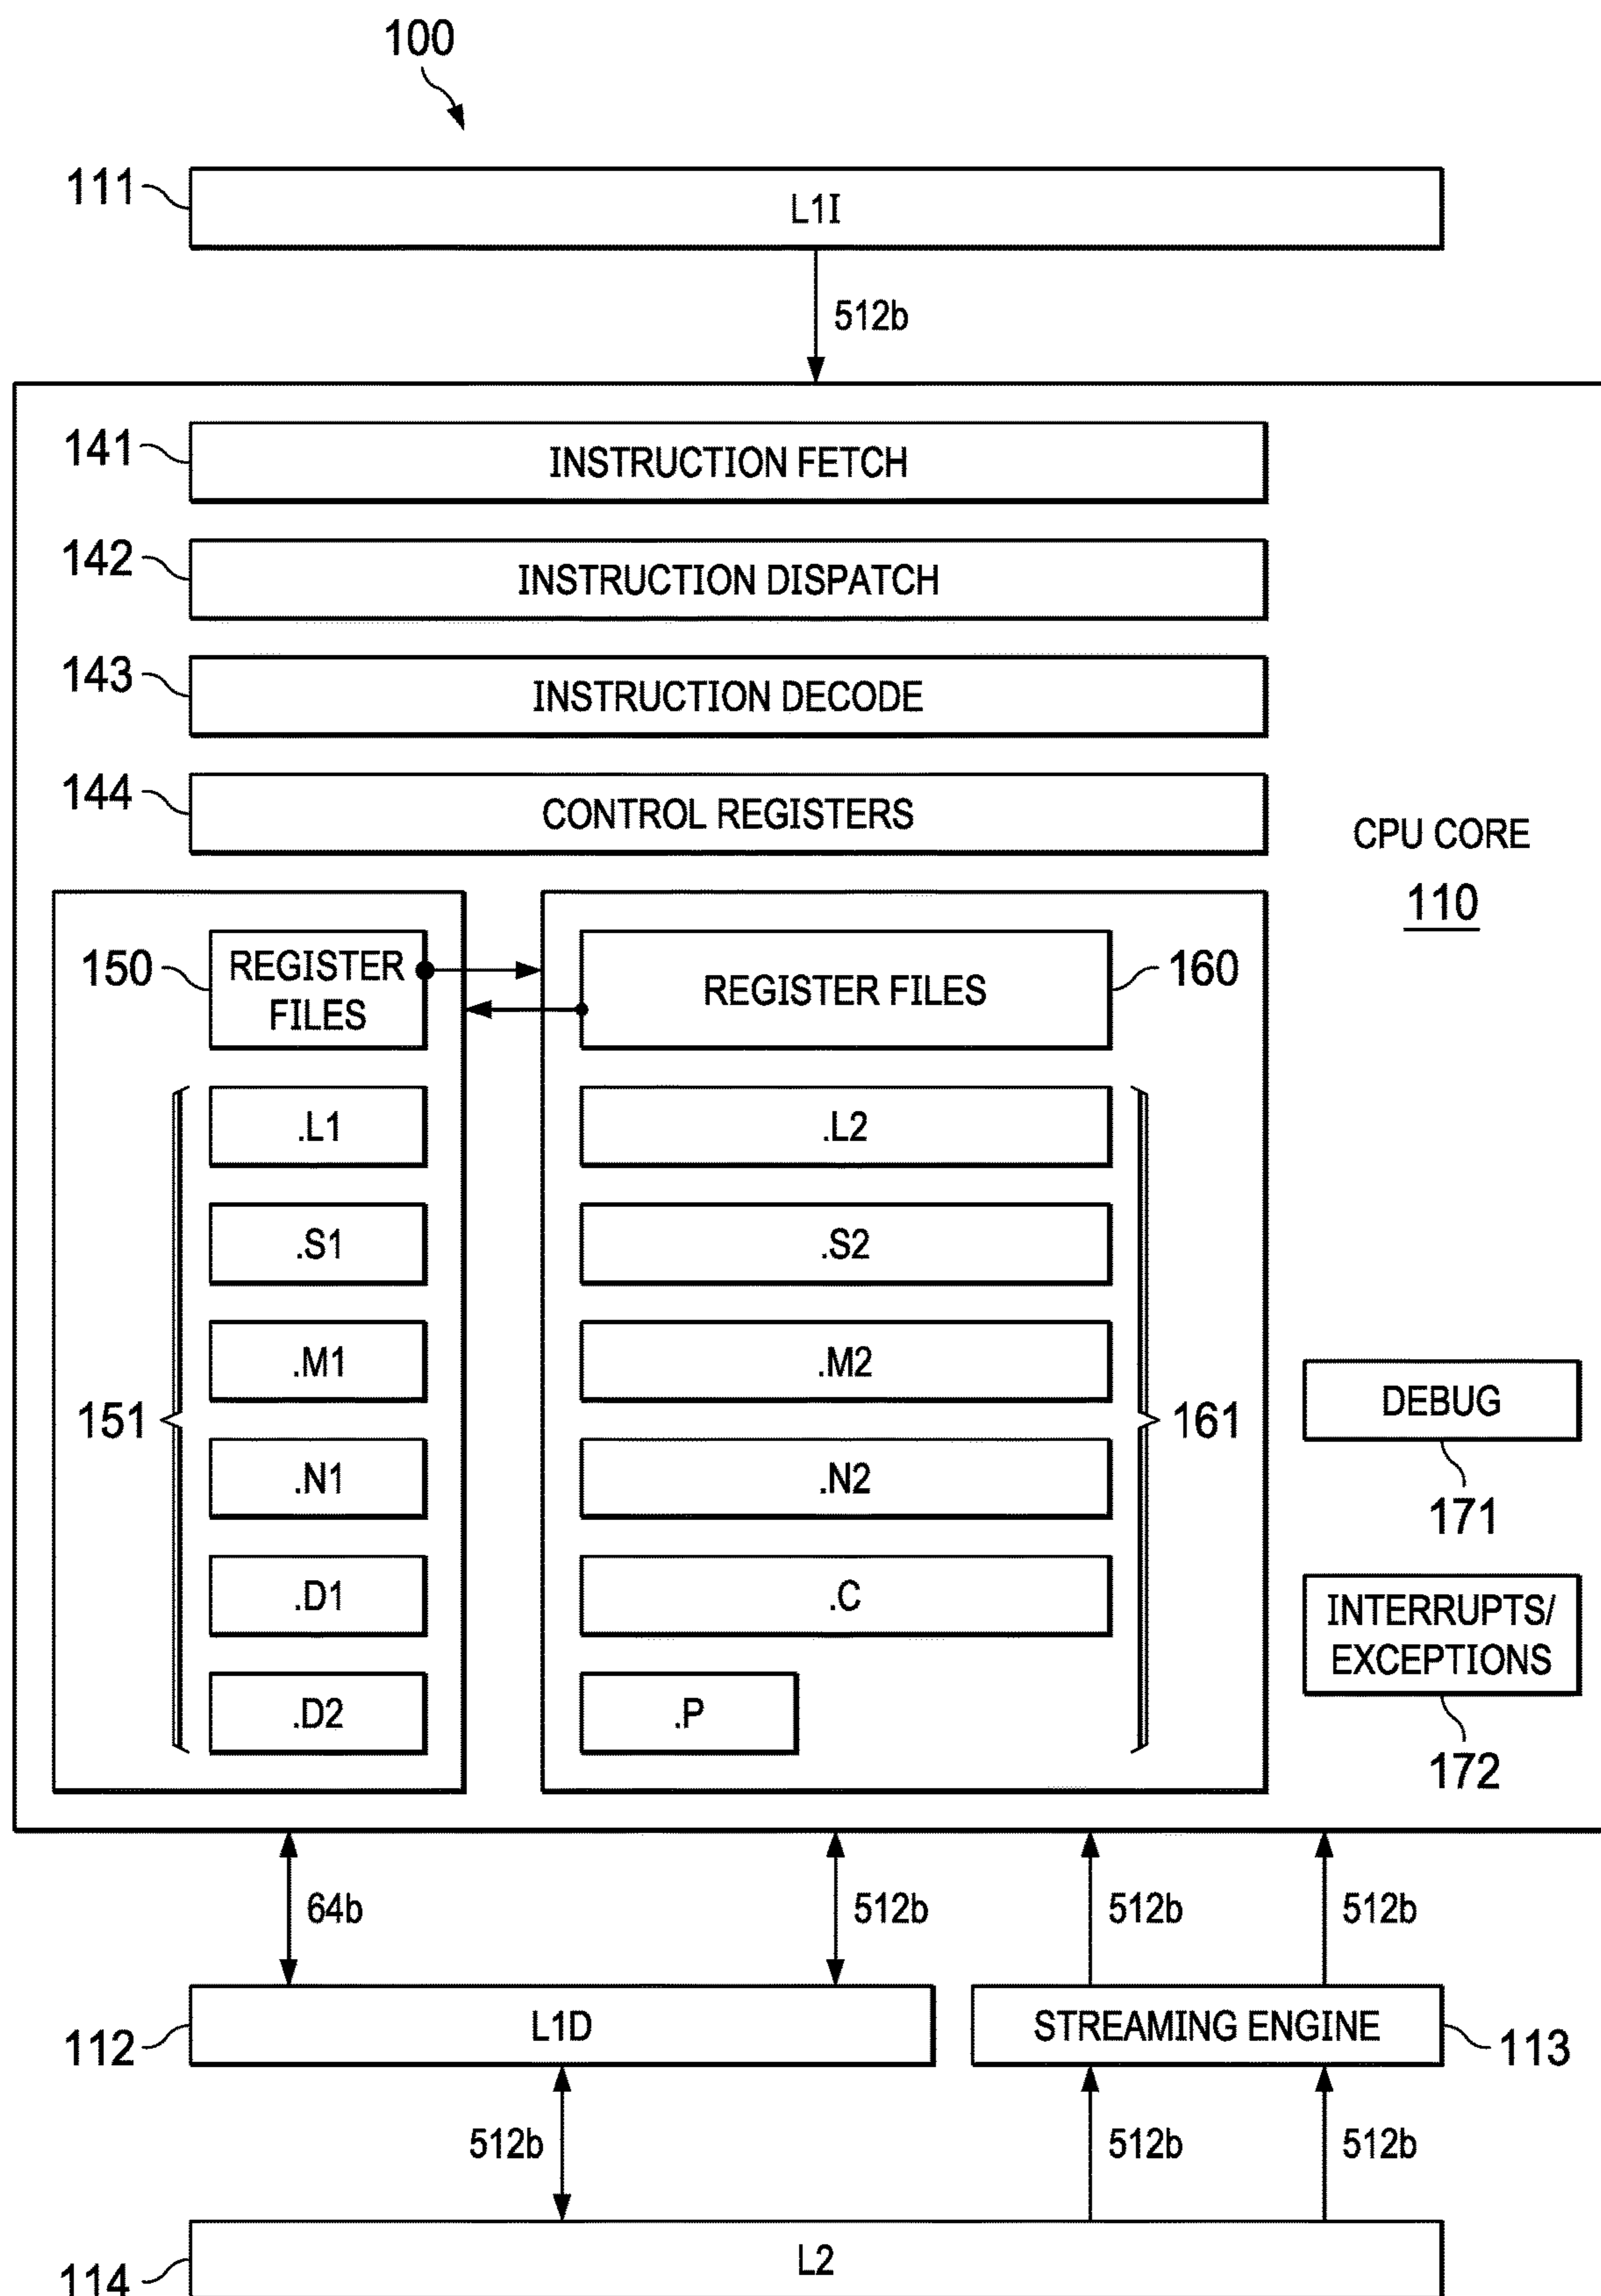 100
111
L1I
512b
141
INSTRUCTION FETCH
142
INSTRUCTION DISPATCH
143
INSTRUCTION DECODE
144
CONTROL REGISTERS
CPU CORE
110
150
REGISTER
FILES
REGISTER FILES
160
.L1
.L2
.S1
.S2
.M1
.M2
151
161
DEBUG
171
.N1
.N2
.D1
.C
INTERRUPTS/
EXCEPTIONS
172
.D2
.P
64b
512b
512b
512b
112
L1D
STREAMING ENGINE
113
512b
512b
512b
114
L2